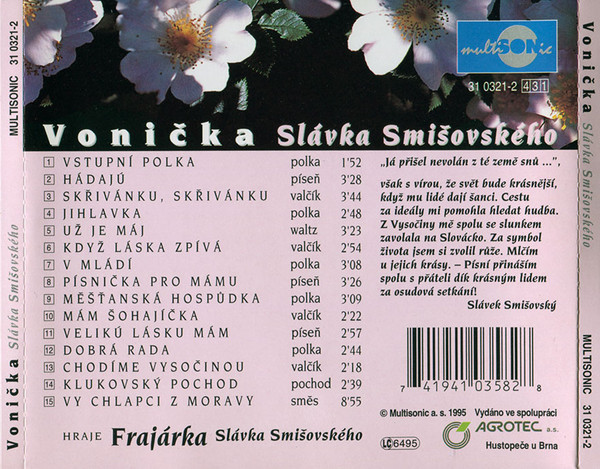 MULTISONIC 31 0321-2
Vonička Slávka Smišovského
multiSONic
31 0321-2 431
Vonička Slávka Smišovského
1 VSTUPNÍ POLKA polka 1'52
2 HÁDAJÚ píseň 3'28
3 SKŘIVÁNKU, SKŘIVÁNKU valčík 3'44
4 JIHLAVKA polka 2'48
5 UŽ JE MÁJ waltz 3'23
6 KDYŽ LÁSKA ZPÍVÁ valčík 2'54
7 V MLÁDÍ polka 3'08
8 PÍSNIČKA PRO MÁMU píseň 3'26
9 MĚŠŤANSKÁ HOSPŮDKA polka 3'09
10 MÁM ŠOHAJÍČKA valčík 2'22
11 VELIKÚ LÁSKU MÁM píseň 2'57
12 DOBRÁ RADA polka 2'44
13 CHODÍME VYSOČINOU valčík 2'18
14 KLUKOVSKÝ POCHOD pochod 2'39
15 VY CHLAPCI Z MORAVY směs 8'55
HRAJE Frajárka Slávka Smišovského
„Já přišel nevolán z té země snů ...",
však s vírou, že svět bude krásnější,
když mu lidé dají šanci. Cestu
za ideály mi pomohla hledat hudba.
Z Vysočiny mě spolu se slunkem
zavolala na Slovácko. Za symbol
života jsem si zvolil růže. Mlčím
u jejich krásy. – Písní přináším
spolu s přáteli dík krásným lidem
za osudová setkání!
Slávek Smišovský
7 41941 03582 8
© Multisonic a. s. 1995 Vydáno ve spolupráci
LC 6495
AGROTEC a.s.
Hustopeče u Brna
Vonička Slávka Smišovského
MULTISONIC 31 0321-2